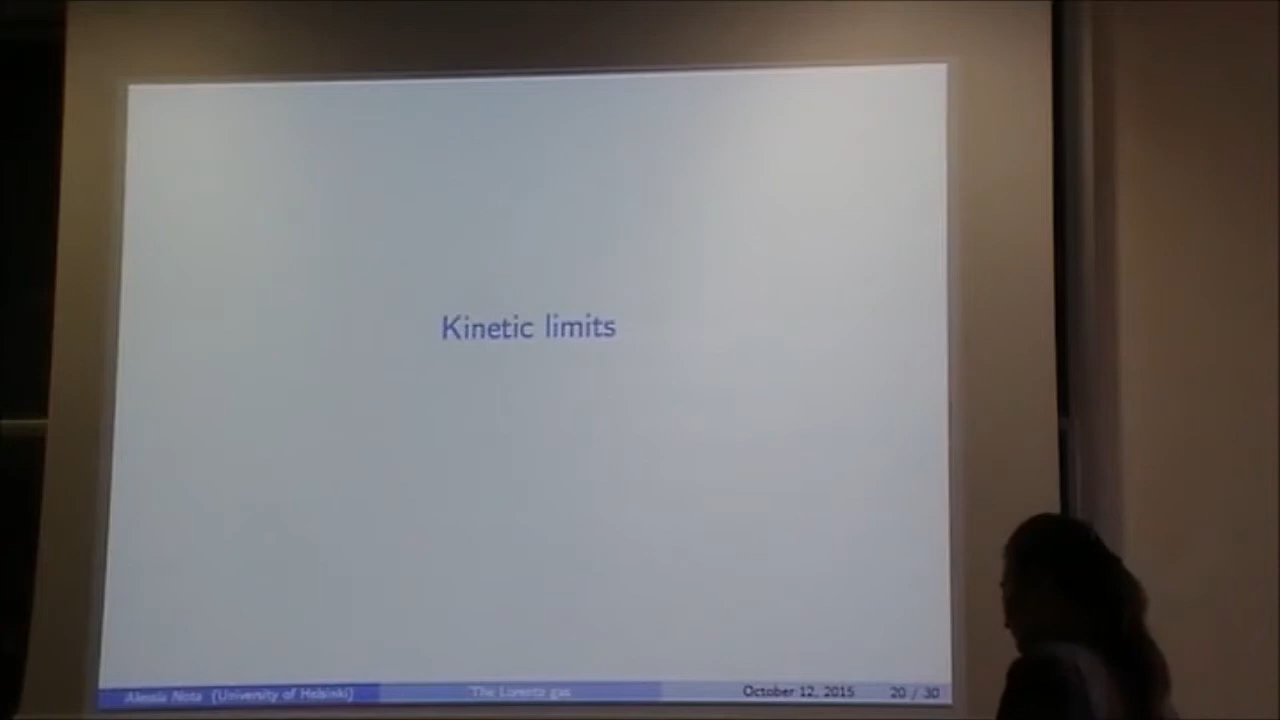 Kinetic limits
Alessia Nota (University of Helsinki)
The Lorentz gas
October 12, 2015 20 / 30